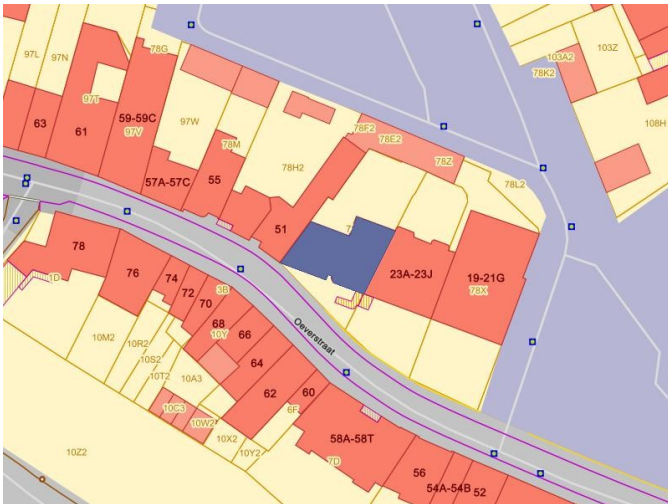 78G
103A2
103Z
97L
97N
78K2
97T
59-59C
97V
63
61
97W
78F2
78E2
108H
78M
78Z
78H2
78L2
57A-57C
55
51
78
76
74
72
70
68
66
64
62
60
3B
10Y
1D
23A-23J
19-21G
78X
Oeverstraat
10M2
10R2
10S2
10T2
10A3
10C3
10W2
10X2
10Y2
6F
58A-58T
7D
56
54A-54B
52
10Z2